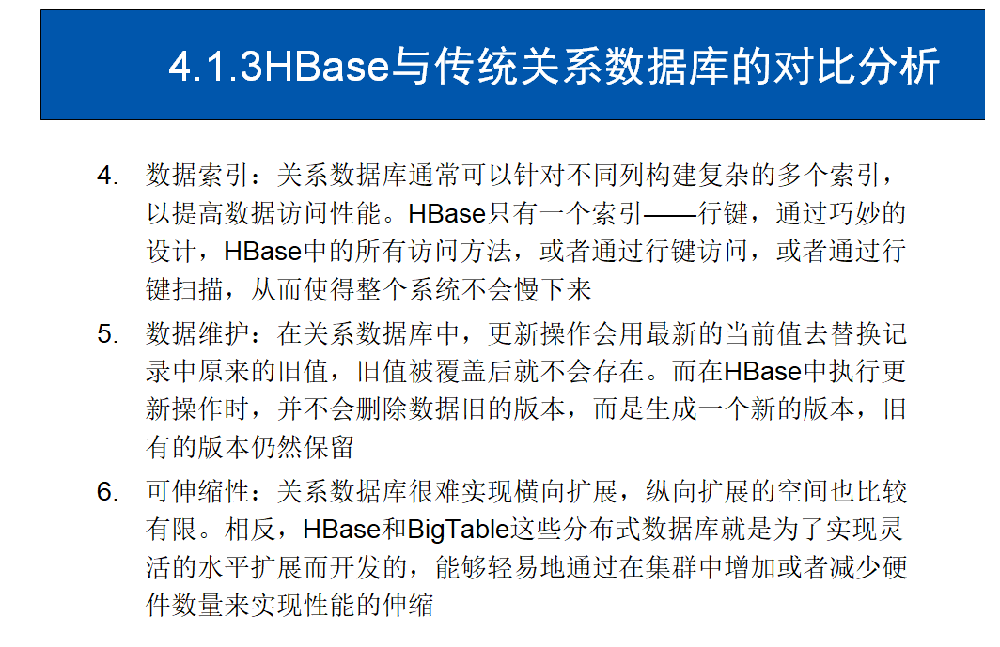 4.1.3HBase与传统关系数据库的对比分析
4. 数据索引：关系数据库通常可以针对不同列构建复杂的多个索引，
以提高数据访问性能。HBase只有一个索引——行键，通过巧妙的
设计，HBase中的所有访问方法，或者通过行键访问，或者通过行
键扫描，从而使得整个系统不会慢下来
5. 数据维护：在关系数据库中，更新操作会用最新的当前值去替换记
录中原来的旧值，旧值被覆盖后就不会存在。而在HBase中执行更
新操作时，并不会删除数据旧的版本，而是生成一个新的版本，旧
有的版本仍然保留
6. 可伸缩性：关系数据库很难实现横向扩展，纵向扩展的空间也比较
有限。相反，HBase和BigTable这些分布式数据库就是为了实现灵
活的水平扩展而开发的，能够轻易地通过在集群中增加或者减少硬
件数量来实现性能的伸缩